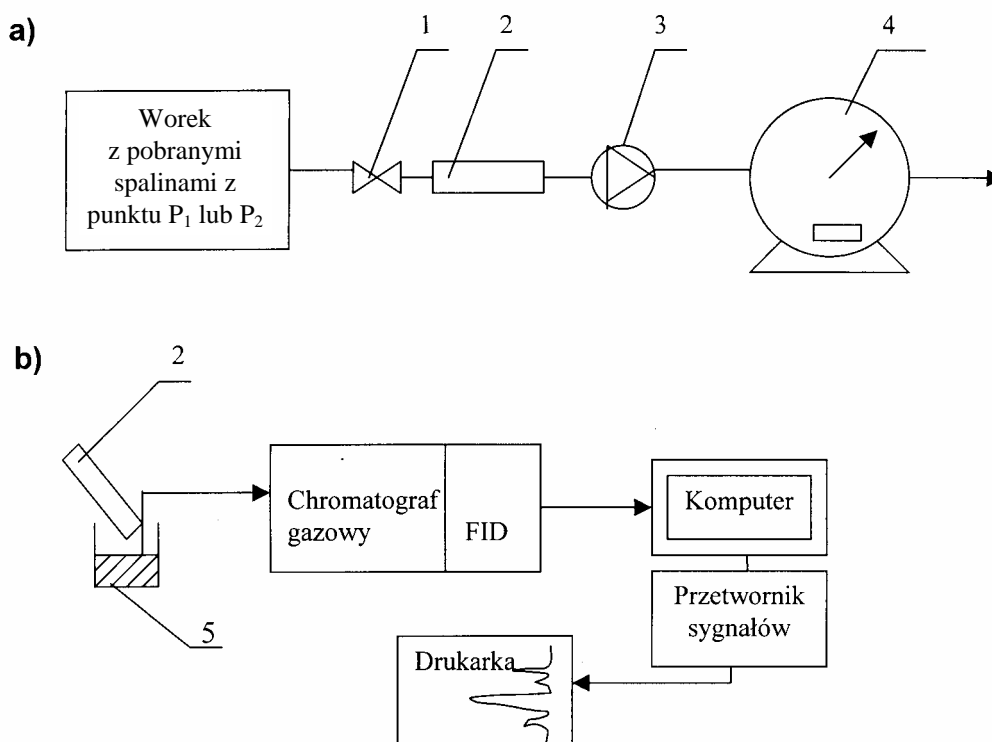 a)
1
2
3
4
Worek
z pobranymi
spalinami z
punktu P₁ lub P₂
b)
2
5
Chromatograf
gazowy
FID
Komputer
Przetwornik
sygnałów
Drukarka